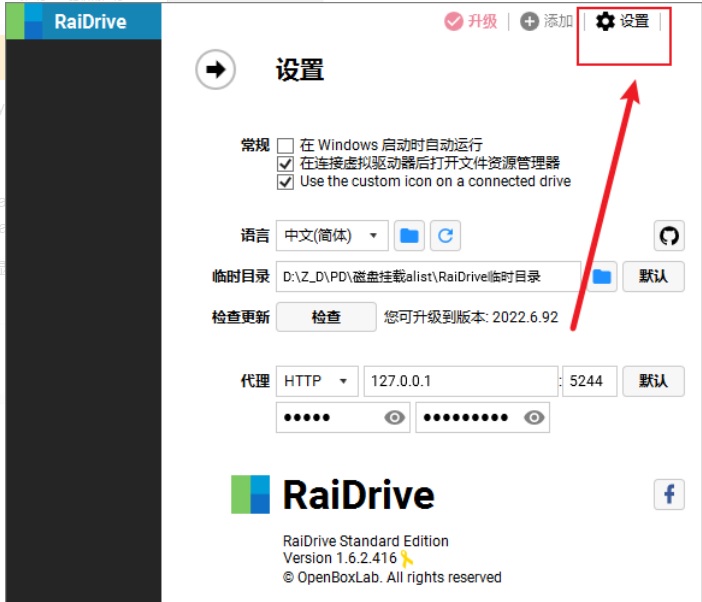 RaiDrive
升级 添加 设置
设置
常规 在 Windows 启动时自动运行
在连接虚拟驱动器后打开文件资源管理器
Use the custom icon on a connected drive
语言 中文(简体)
临时目录 D:\Z_D\PD\磁盘挂载alist\RaiDrive临时目录 默认
检查更新 检查 您可升级到版本: 2022.6.92
代理 HTTP 127.0.0.1 : 5244 默认
●●●●● ●●●●●●●●●
RaiDrive
RaiDrive Standard Edition
Version 1.6.2.416
© OpenBoxLab. All rights reserved